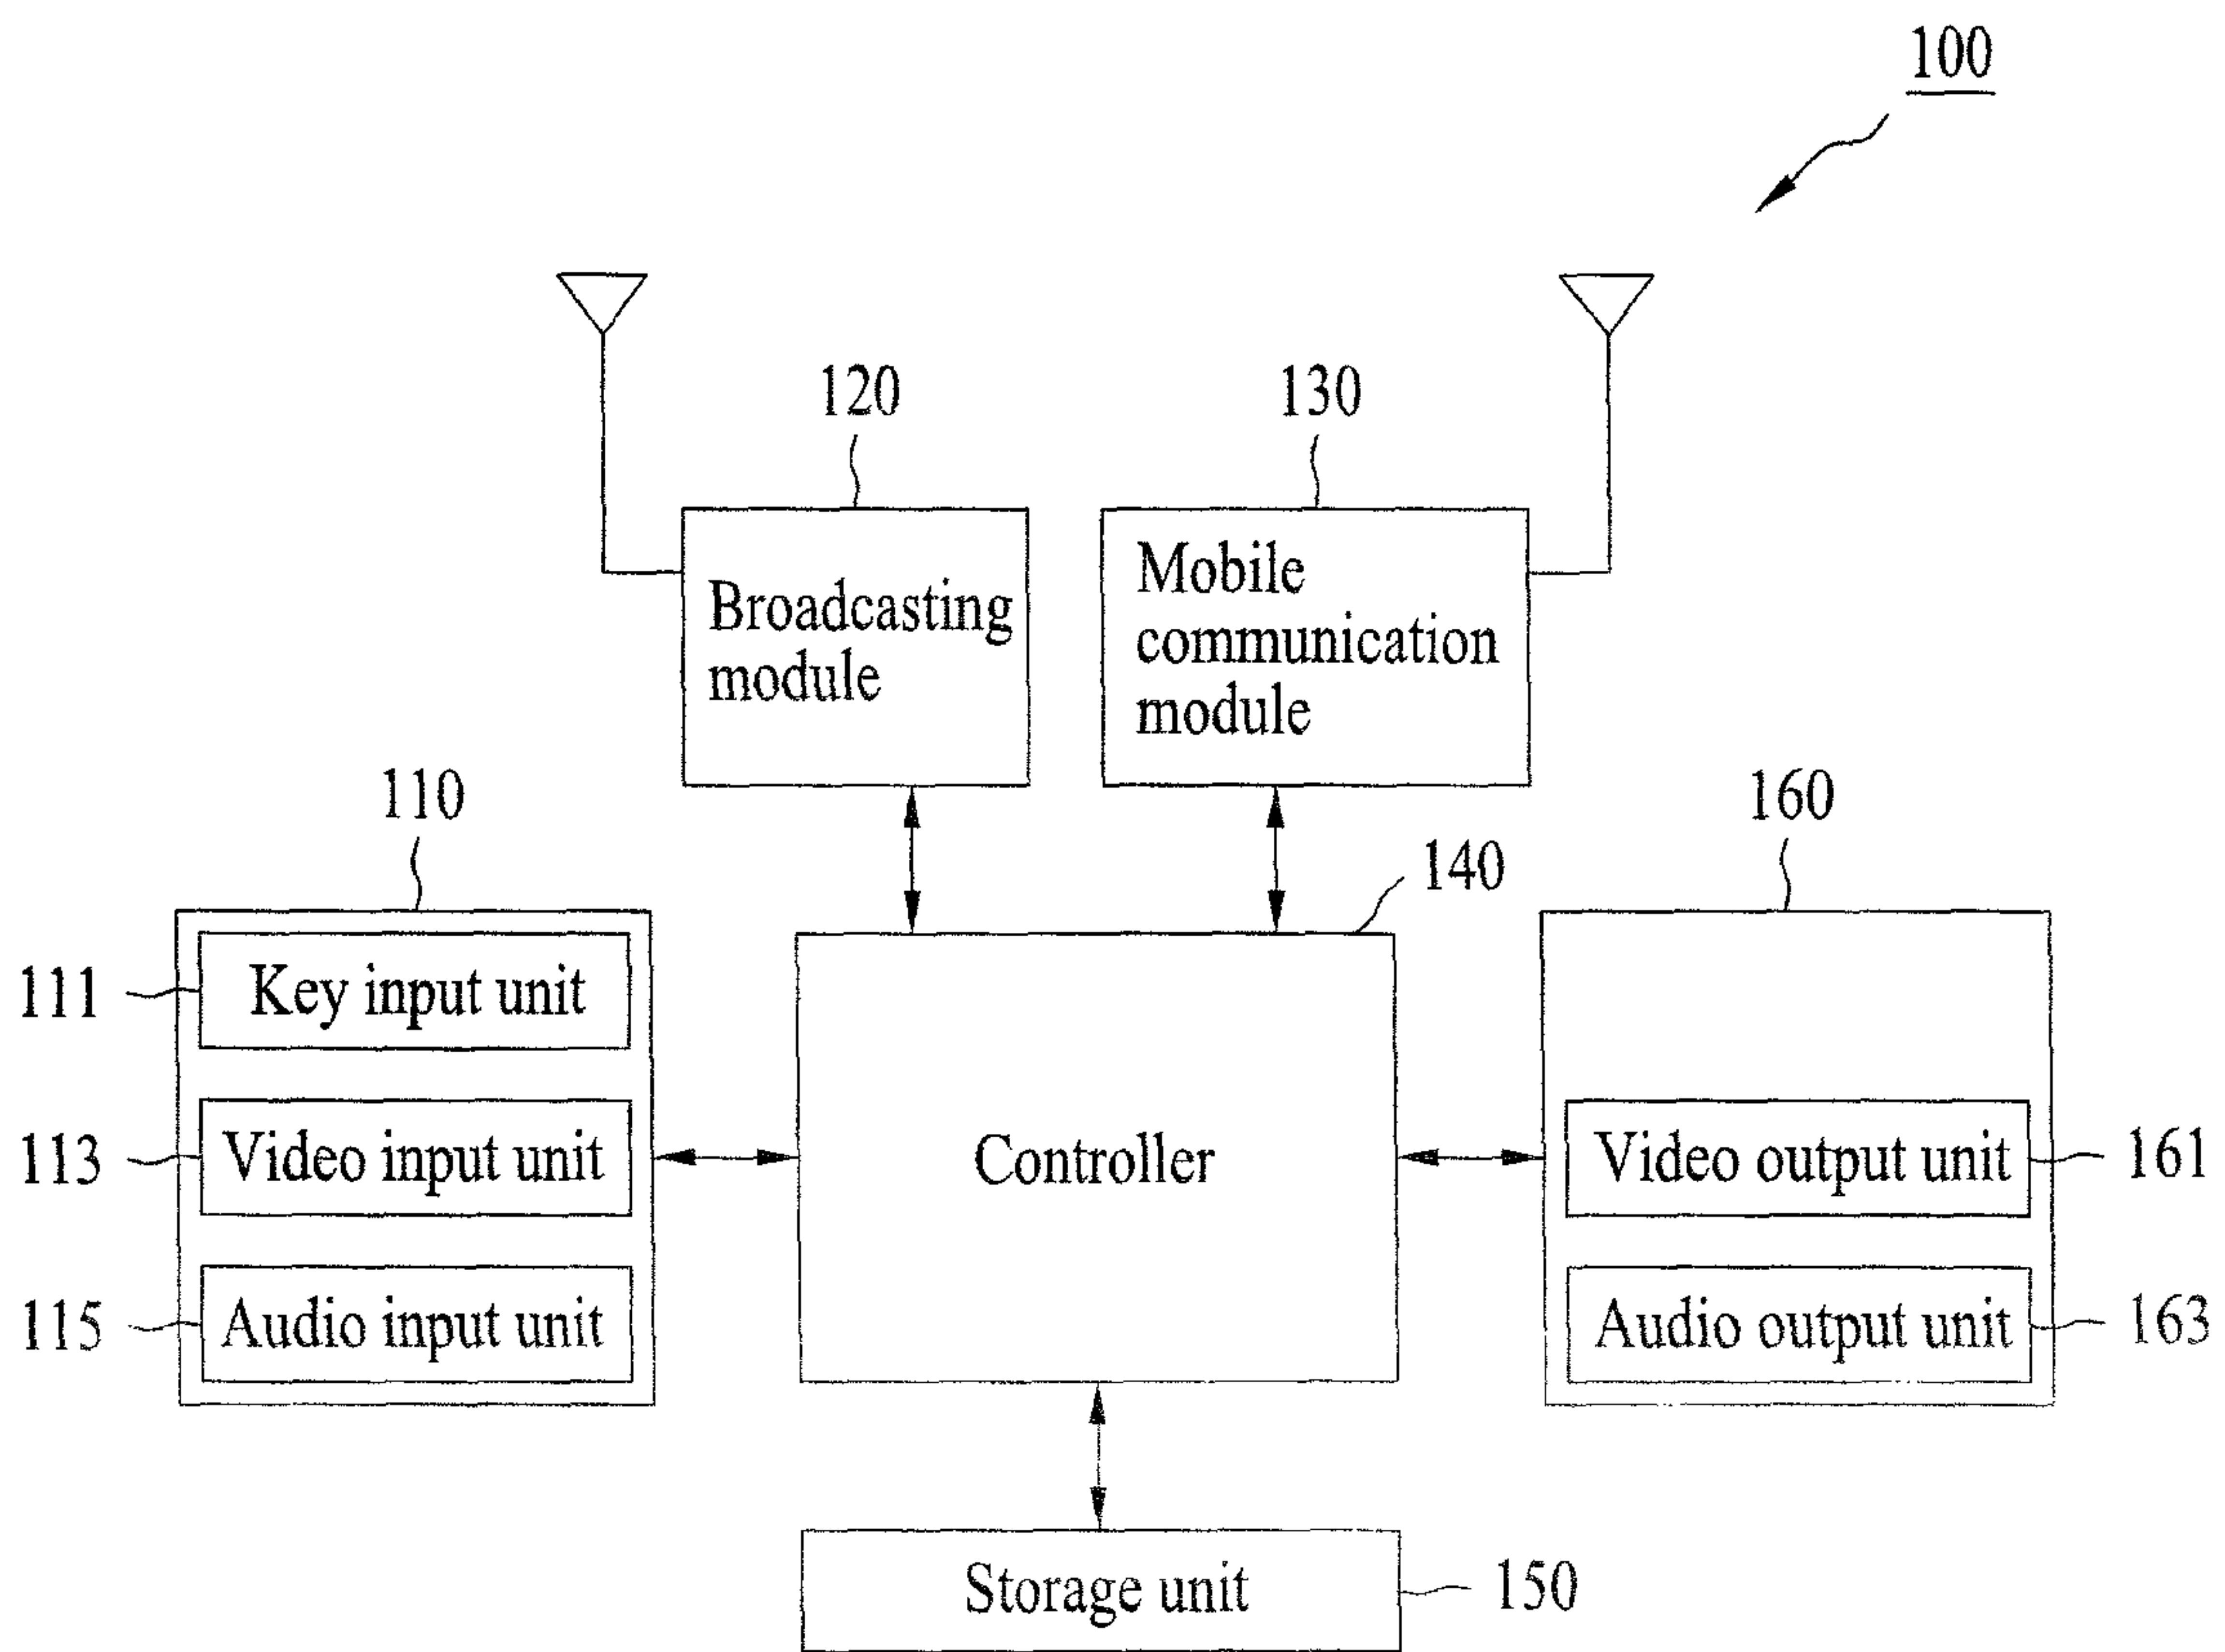 100
120
130
Broadcasting
module
Mobile
communication
module
110
160
140
111
Key input unit
113
Video input unit
Controller
Video output unit
161
115
Audio input unit
Audio output unit
163
Storage unit
150